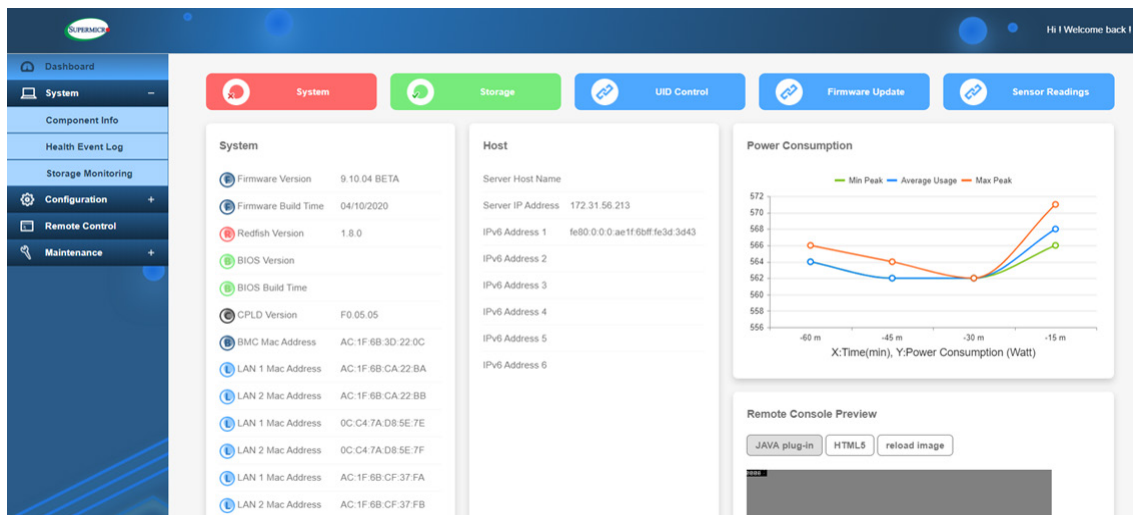 SUPERMICR
Hi ! Welcome back !
Dashboard
System −
Component Info
Health Event Log
Storage Monitoring
Configuration +
Remote Control
Maintenance +
System
Storage
UID Control
Firmware Update
Sensor Readings
System
Firmware Version 9.10.04 BETA
Firmware Build Time 04/10/2020
Redfish Version 1.8.0
BIOS Version
BIOS Build Time
CPLD Version F0.05.05
BMC Mac Address AC:1F:6B:3D:22:0C
LAN 1 Mac Address AC:1F:6B:CA:22:BA
LAN 2 Mac Address AC:1F:6B:CA:22:BB
LAN 1 Mac Address 0C:C4:7A:D8:5E:7E
LAN 2 Mac Address 0C:C4:7A:D8:5E:7F
LAN 1 Mac Address AC:1F:6B:CF:37:FA
LAN 2 Mac Address AC:1F:6B:CF:37:FB
Host
Server Host Name
Server IP Address 172.31.56.213
IPv6 Address 1 fe80:0:0:0:ae1f:6bff:fe3d:3d43
IPv6 Address 2
IPv6 Address 3
IPv6 Address 4
IPv6 Address 5
IPv6 Address 6
Power Consumption
Min Peak Average Usage Max Peak
572
570
568
566
564
562
560
558
556
-60 m -45 m -30 m -15 m
X:Time(min), Y:Power Consumption (Watt)
Remote Console Preview
JAVA plug-in HTML5 reload image